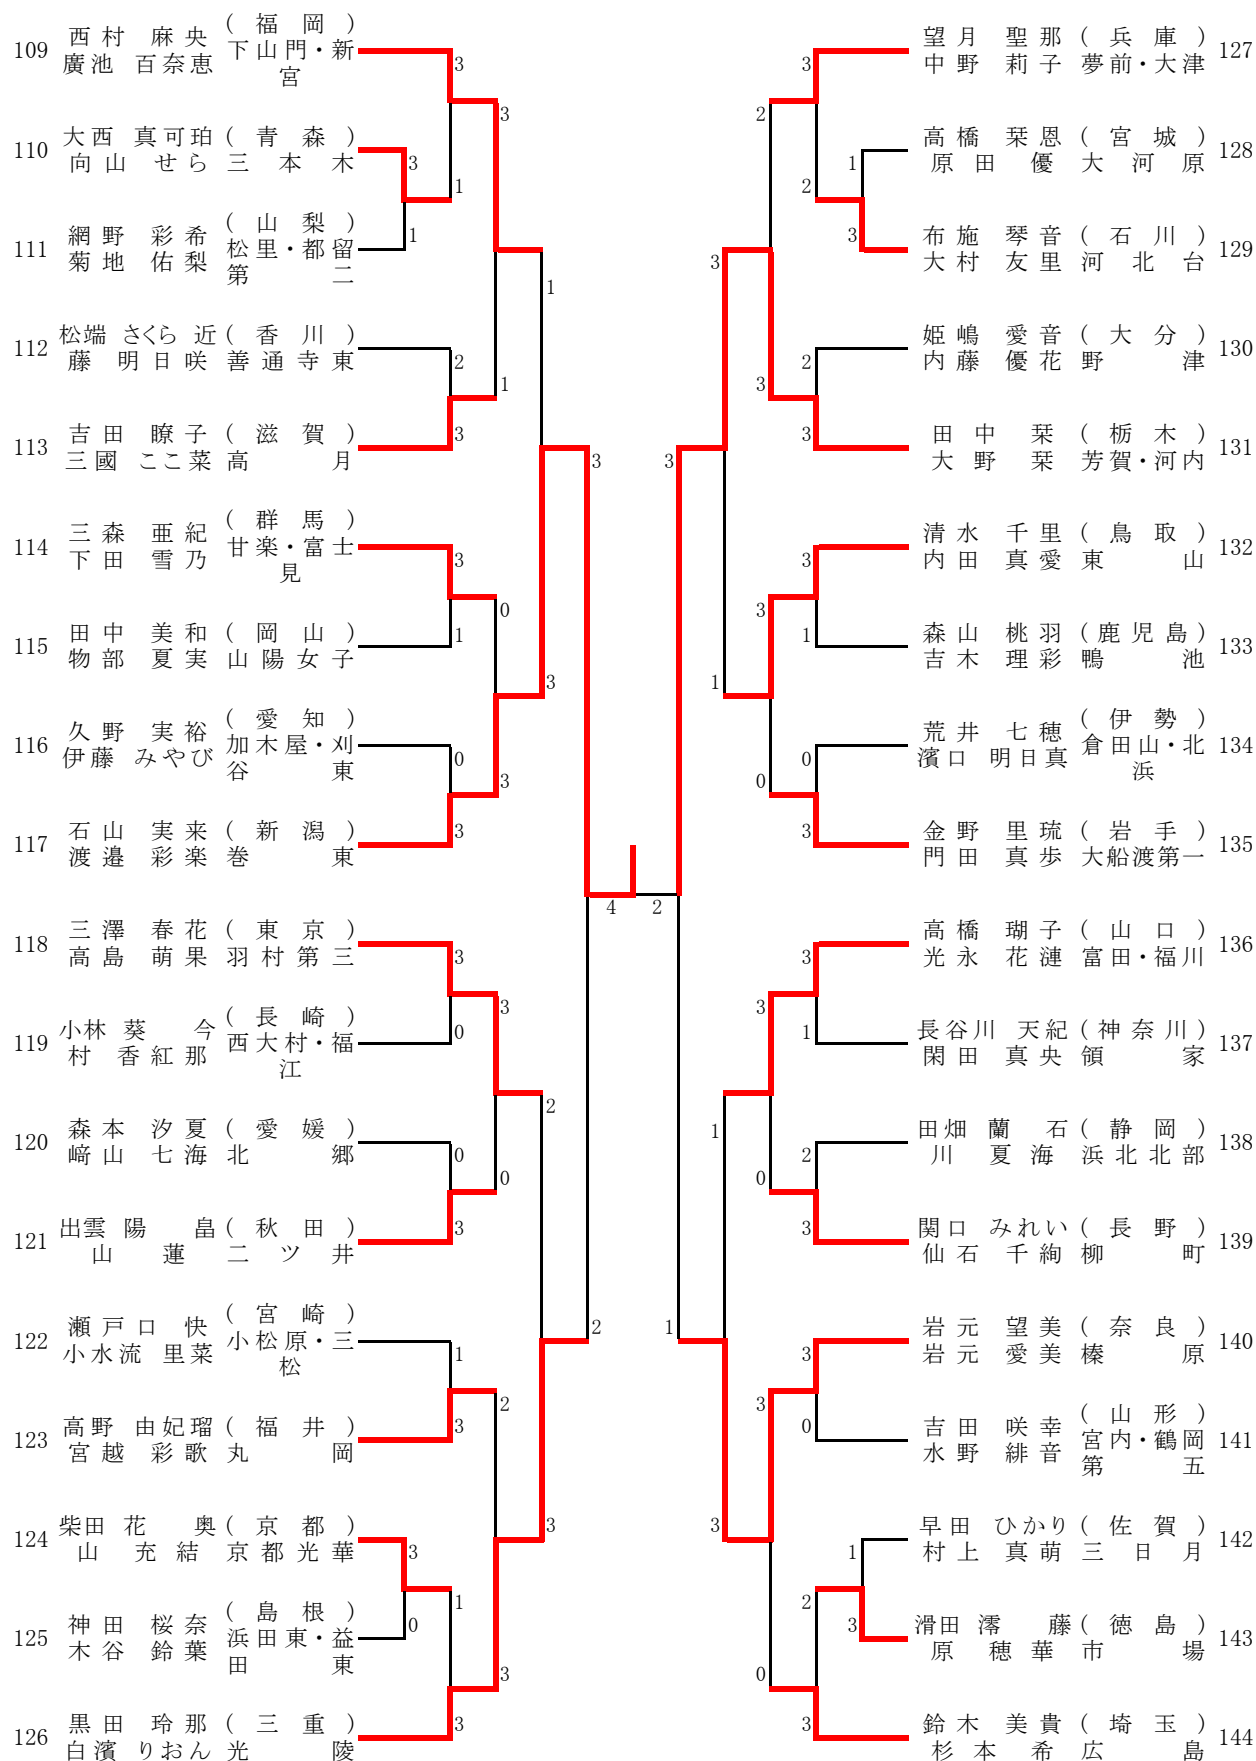 109 西村 麻央 (福岡)
廣池 百奈恵 下山門・新
宮
110 大西 真可珀 (青森)
向山 せら 三本木
111 網野 彩希 (山梨)
菊地 佑梨 松里・都留
第二
112 松端 さくら 近 (香川)
藤 明日咲 善通寺東
113 吉田 瞭子 (滋賀)
三國 ここ菜 高月
114 三森 亜紀 (群馬)
下田 雪乃 甘楽・富士
見
115 田中 美和 (岡山)
物部 夏実 山陽女子
116 久野 実裕 (愛知)
伊藤 みやび 加木屋・刈
谷東
117 石山 実来 (新潟)
渡邉 彩楽 巻東
118 三澤 春花 (東京)
高島 萌果 羽村第三
119 小林 葵 今 (長崎)
村 香紅那 西大村・福
江
120 森本 汐夏 (愛媛)
﨑山 七海 北郷
121 出雲 陽 畠 (秋田)
山 蓮 二ツ井
122 瀬戸口 快 (宮崎)
小水流 里菜 小松原・三
松
123 高野 由妃瑠 (福井)
宮越 彩歌 丸岡
124 柴田 花 奥 (京都)
山 充結 京都光華
125 神田 桜奈 (島根)
木谷 鈴葉 浜田東・益
田東
126 黒田 玲那 (三重)
白濱 りおん 光陵
3
3
3
1
1
1
2
1
3
3
0
1
3
0
3
3
3
3
0
2
0
0
3
1
2
3
2
3
3
1
0
3
3
4
2
3
3
2
1
2
3
3
2
3
3
3
3
1
1
0
0
3
3
3
1
1
2
0
3
1
3
3
0
3
1
2
3
0
3
望月 聖那 (兵庫) 127
中野 莉子 夢前・大津
高橋 栞恩 (宮城) 128
原田 優 大河原
布施 琴音 (石川) 129
大村 友里 河北台
姫嶋 愛音 (大分) 130
内藤 優花 野津
田中 栞 (栃木) 131
大野 栞 芳賀・河内
清水 千里 (鳥取) 132
内田 真愛 東山
森山 桃羽 (鹿児島) 133
吉木 理彩 鴨池
荒井 七穂 (伊勢) 134
濱口 明日真 倉田山・北
浜
金野 里琉 (岩手) 135
門田 真歩 大船渡第一
高橋 瑚子 (山口) 136
光永 花漣 富田・福川
長谷川 天紀 (神奈川) 137
閑田 真央 領家
田畑 蘭 石 (静岡) 138
川 夏海 浜北北部
関口 みれい (長野) 139
仙石 千絢 柳町
岩元 望美 (奈良) 140
岩元 愛美 榛原
吉田 咲幸 (山形) 141
水野 緋音 宮内・鶴岡
第五
早田 ひかり (佐賀) 142
村上 真萌 三日月
滑田 澪 藤 (徳島) 143
原 穂華 市場
鈴木 美貴 (埼玉) 144
杉本 希 広島